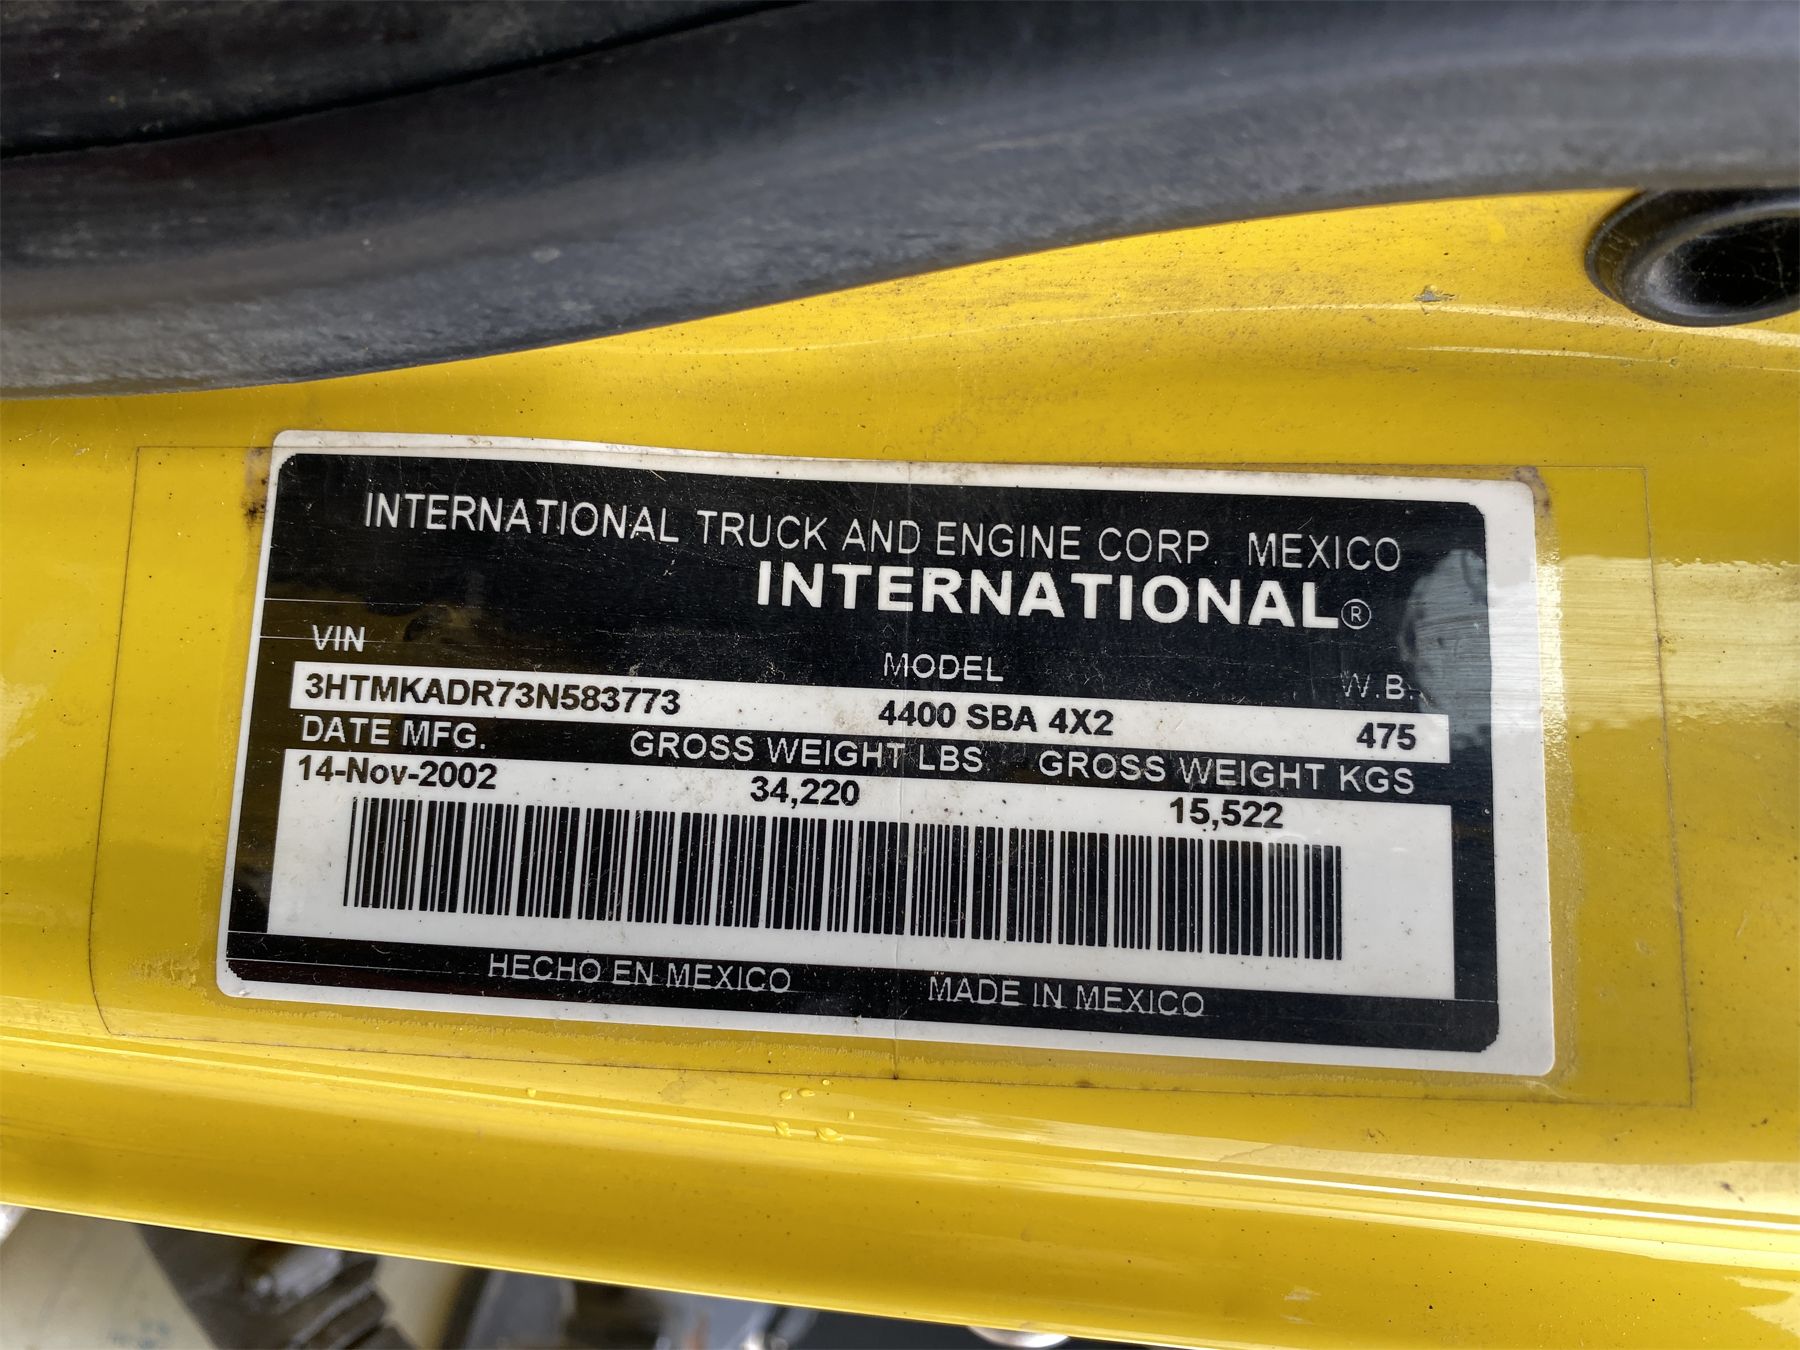 INTERNATIONAL TRUCK AND ENGINE CORP. MEXICO
INTERNATIONAL®
VIN MODEL W.B.
3HTMKADR73N583773 4400 SBA 4X2 475
DATE MFG. GROSS WEIGHT LBS GROSS WEIGHT KGS
14-Nov-2002 34,220 15,522
HECHO EN MEXICO MADE IN MEXICO